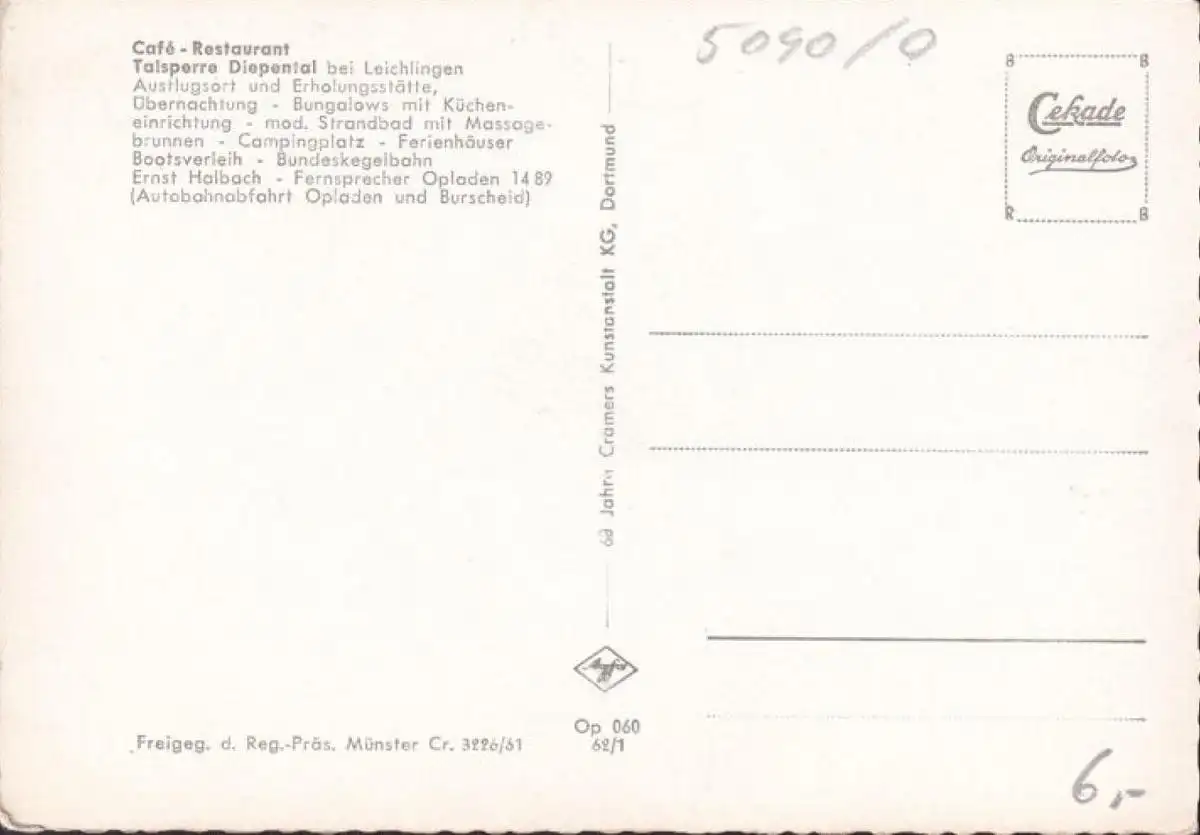 Café - Restaurant
Talsperre Diepental bei Leichlingen
Ausflugsort und Erholungsstätte,
Übernachtung - Bungalows mit Küchen-
einrichtung - mod. Strandbad mit Massage-
brunnen - Campingplatz - Ferienhäuser
Bootsverleih - Bundeskegelbahn
Ernst Halbach - Fernsprecher Opladen 14 89
(Autobahnabfahrt Opladen und Burscheid)
5090/0
B B
Cekade
Originalfoto
R B
Jahre Cramers Kunstanstalt KG, Dortmund
Agfa
Op 060
62/1
Freigeg. d. Reg.-Präs. Münster Cr. 3226/61
6,-